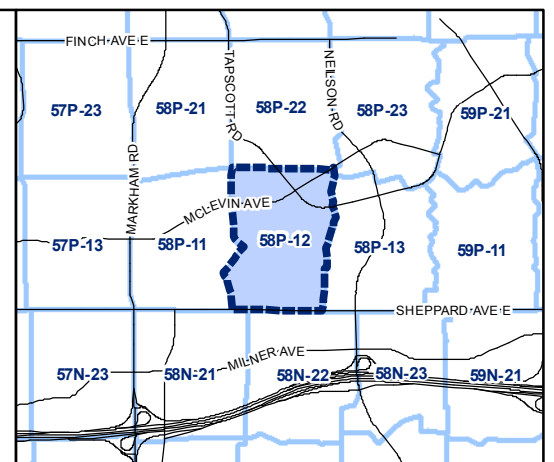 FINCH AVE E
TAPSCOTT RD
NEILSON RD
57P-23
58P-21
58P-22
58P-23
59P-21
MARKHAM RD
MCLEVIN AVE
57P-13
58P-11
58P-12
58P-13
59P-11
SHEPPARD AVE E
MILNER AVE
57N-23
58N-21
58N-22
58N-23
59N-21